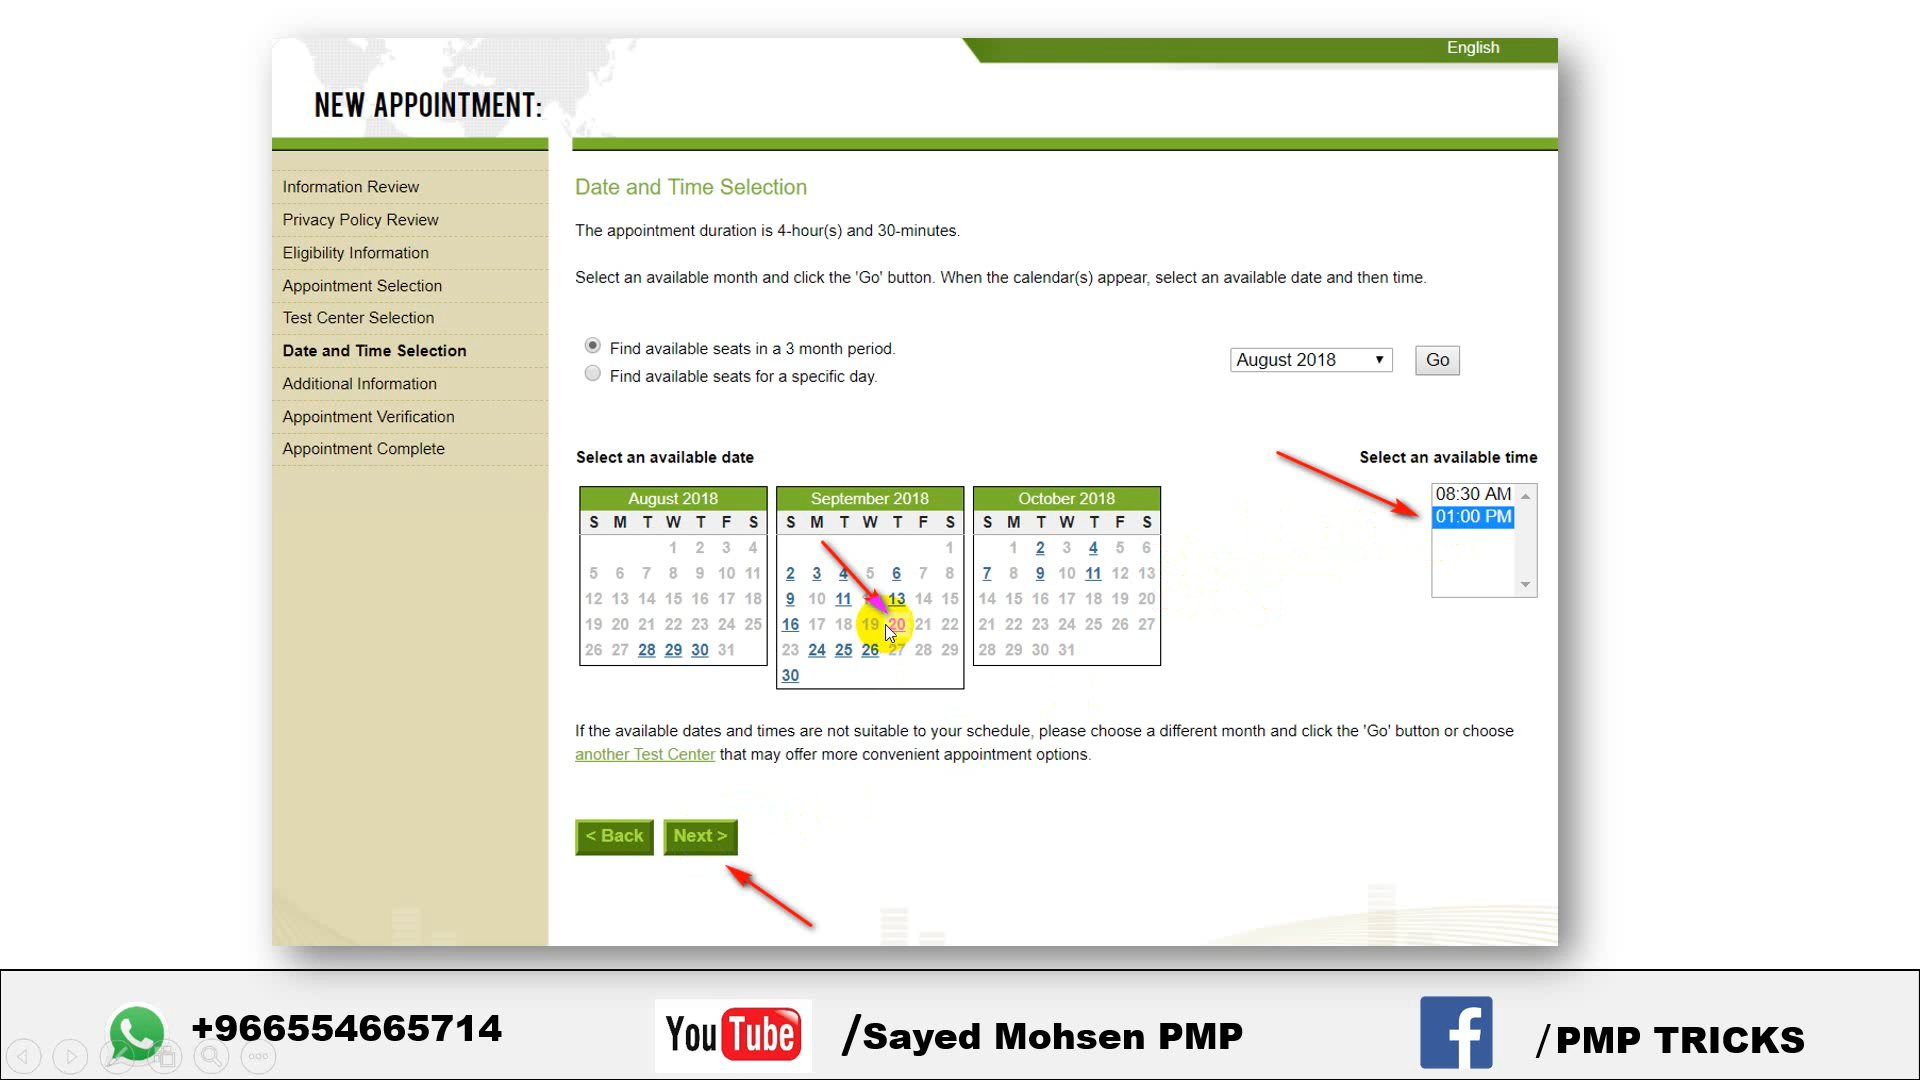 English
NEW APPOINTMENT:
Information Review
Privacy Policy Review
Eligibility Information
Appointment Selection
Test Center Selection
Date and Time Selection
Additional Information
Appointment Verification
Appointment Complete
Date and Time Selection
The appointment duration is 4-hour(s) and 30-minutes.
Select an available month and click the 'Go' button. When the calendar(s) appear, select an available date and then time.
Find available seats in a 3 month period.
Find available seats for a specific day.
August 2018
Go
Select an available date
August 2018
S M T W T F S
1 2 3 4
5 6 7 8 9 10 11
12 13 14 15 16 17 18
19 20 21 22 23 24 25
26 27 28 29 30 31
September 2018
S M T W T F S
1
2 3 4 5 6 7 8
9 10 11 13 14 15
16 17 18 19 20 21 22
23 24 25 26 27 28 29
30
October 2018
S M T W T F S
1 2 3 4 5 6
7 8 9 10 11 12 13
14 15 16 17 18 19 20
21 22 23 24 25 26 27
28 29 30 31
Select an available time
08:30 AM
01:00 PM
If the available dates and times are not suitable to your schedule, please choose a different month and click the 'Go' button or choose
another Test Center that may offer more convenient appointment options.
< Back
Next >
+966554665714
YouTube
/Sayed Mohsen PMP
f
/PMP TRICKS